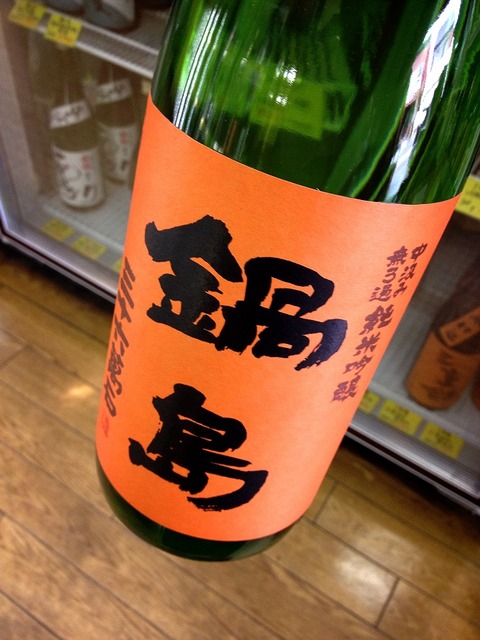 中汲み
無ろ過純米吟醸
鍋島
三十六萬石